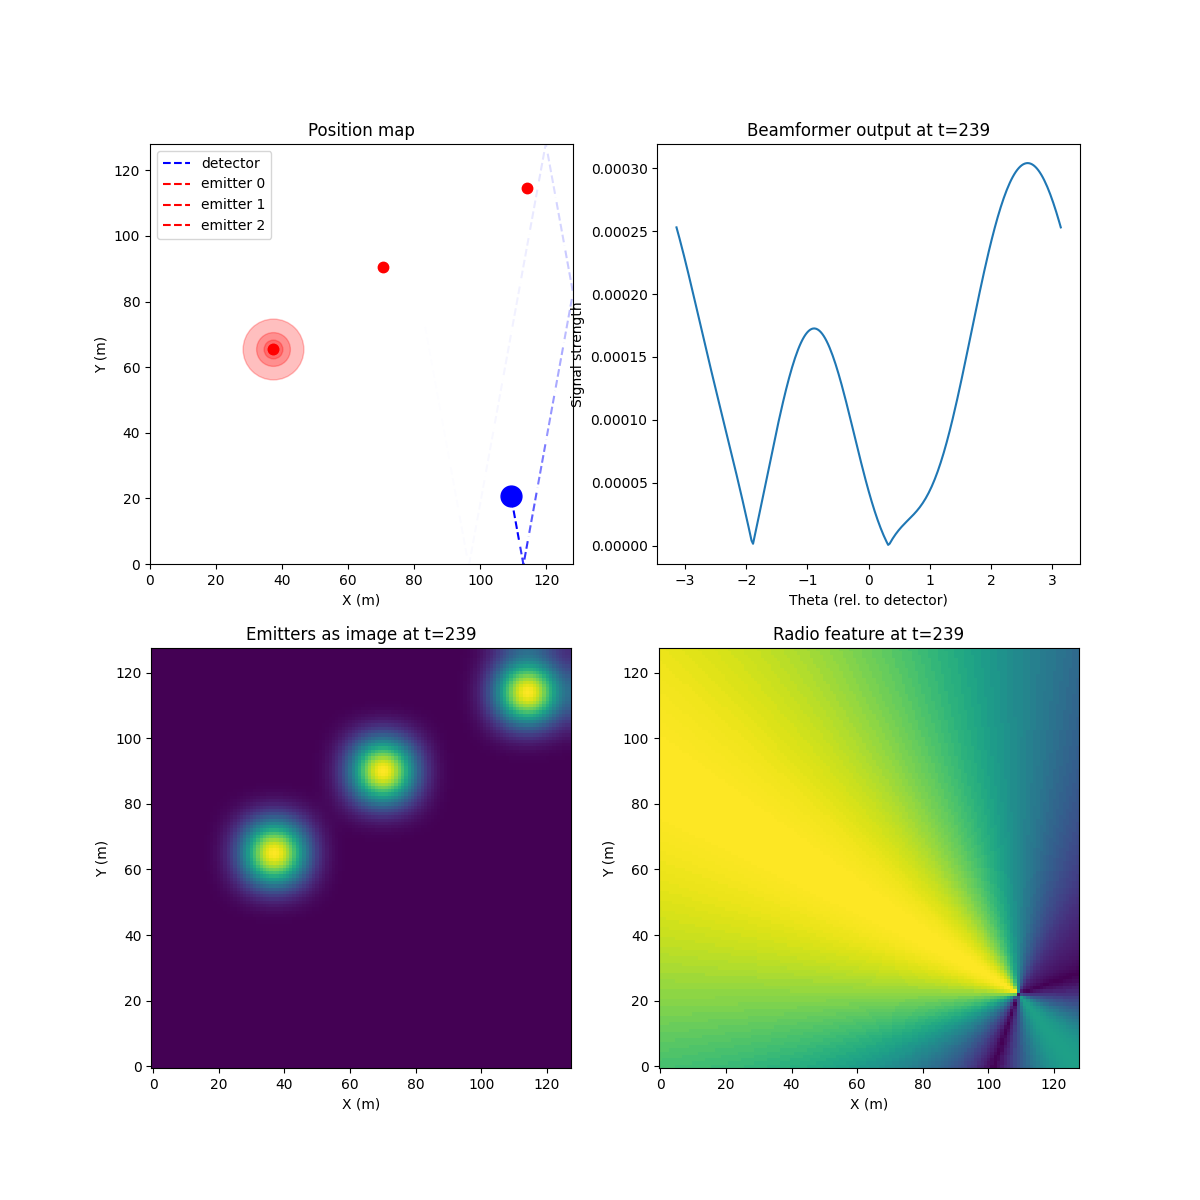 Position map
detector
emitter 0
emitter 1
emitter 2
120
100
80
60
40
20
0
Y (m)
0 20 40 60 80 100 120
X (m)
Beamformer output at t=239
0.00030
0.00025
0.00020
0.00015
0.00010
0.00005
0.00000
Signal strength
−3 −2 −1 0 1 2 3
Theta (rel. to detector)
Emitters as image at t=239
120
100
80
60
40
20
0
Y (m)
0 20 40 60 80 100 120
X (m)
Radio feature at t=239
120
100
80
60
40
20
0
Y (m)
0 20 40 60 80 100 120
X (m)